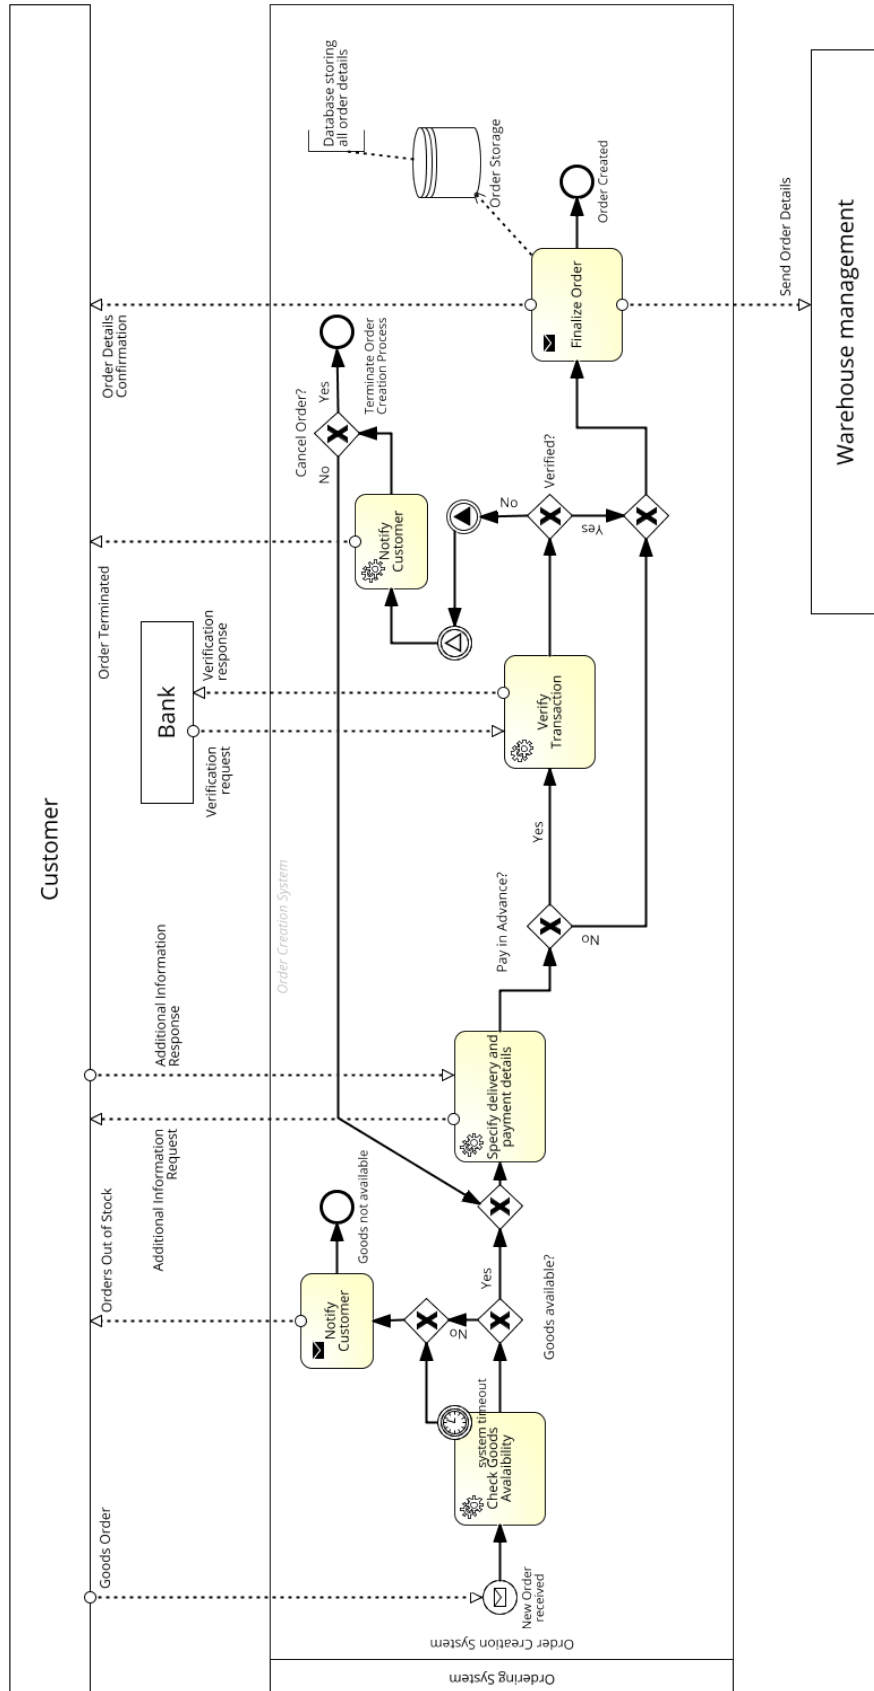 Customer
Goods Order
Orders Out of Stock
Additional Information
Request
Additional Information
Response
Bank
Verification
request
Verification
response
Order Terminated
Order Details
Confirmation
Ordering System
Order Creation System
Order Creation System
New Order
received
Check Goods
Avalaibility
system timeout
Goods available?
No
Yes
Notify
Customer
Goods not available
Specify delivery and
payment details
Pay in Advance?
Yes
No
Verify
Transaction
Verified?
No
Yes
Notify
Customer
Cancel Order?
No
Yes
Terminate Order
Creation Process
Finalize Order
Order Created
Order Storage
Database storing
all order details
Send Order Details
Warehouse management